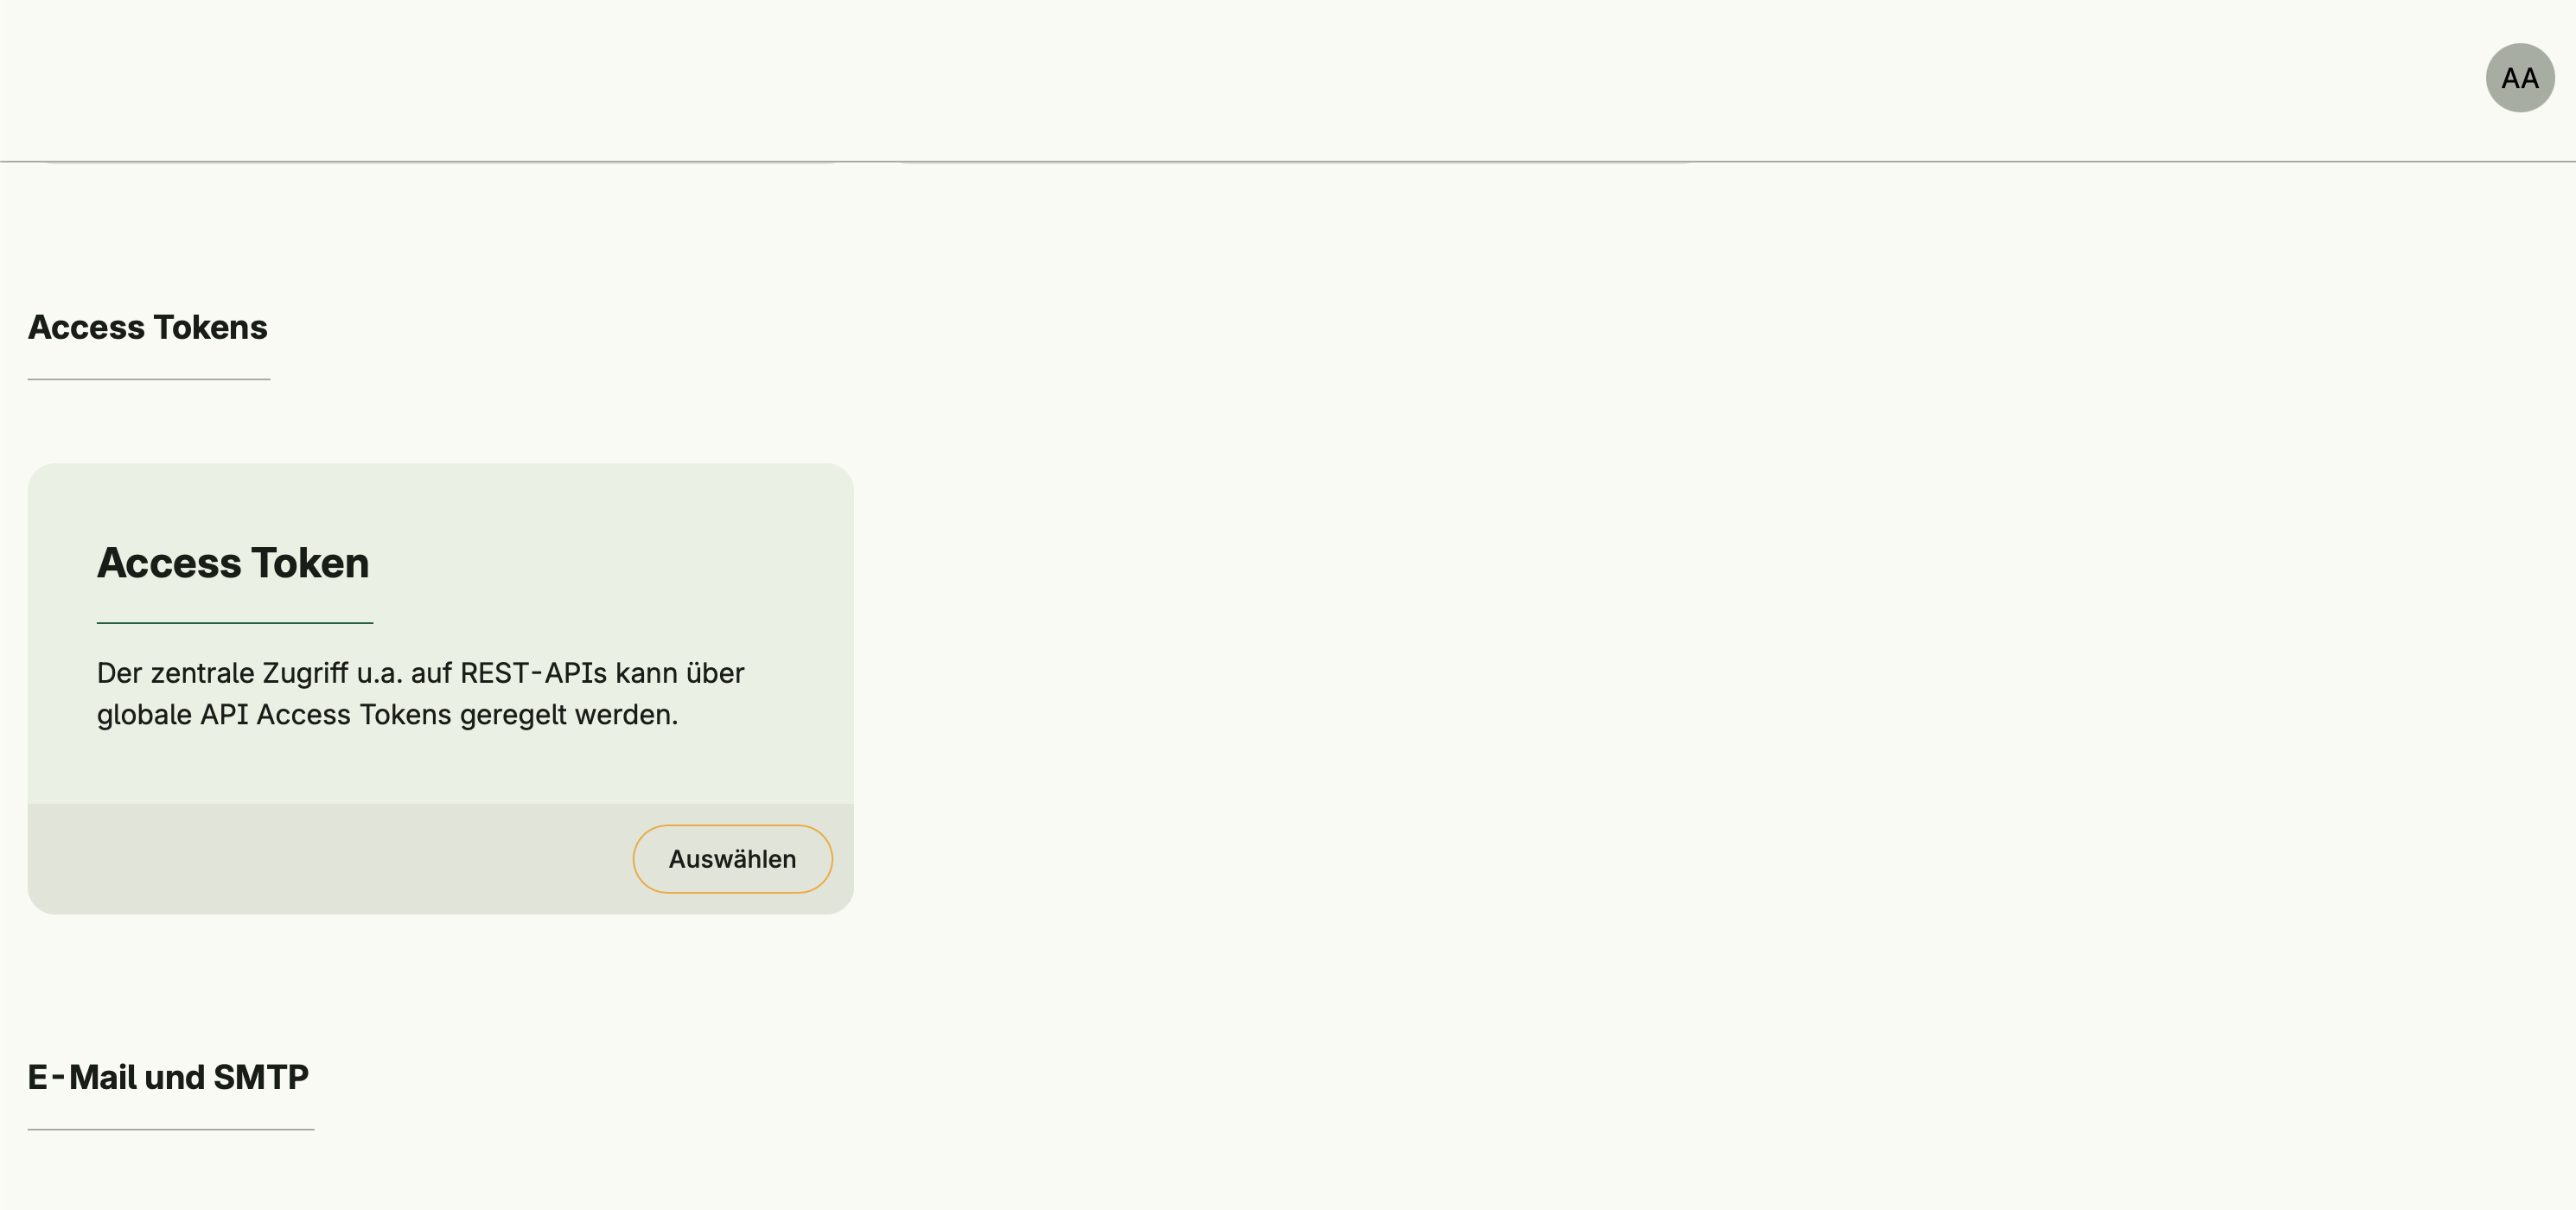 AA
Access Tokens
Access Token
Der zentrale Zugriff u.a. auf REST-APIs kann über
globale API Access Tokens geregelt werden.
Auswählen
E-Mail und SMTP